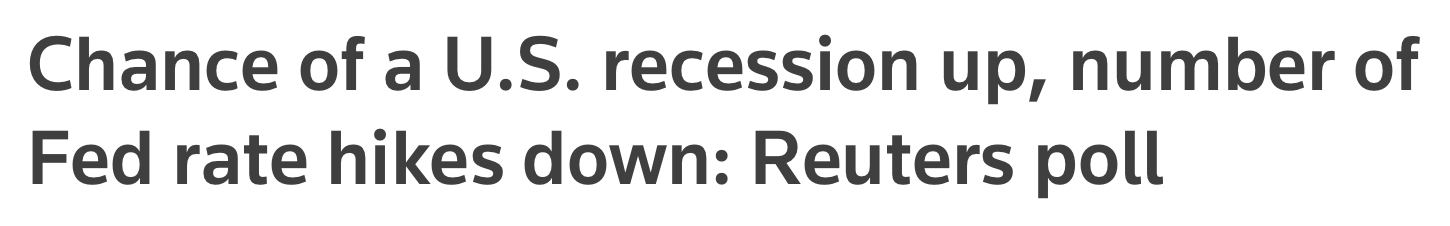 Chance of a U.S. recession up, number of
Fed rate hikes down: Reuters poll